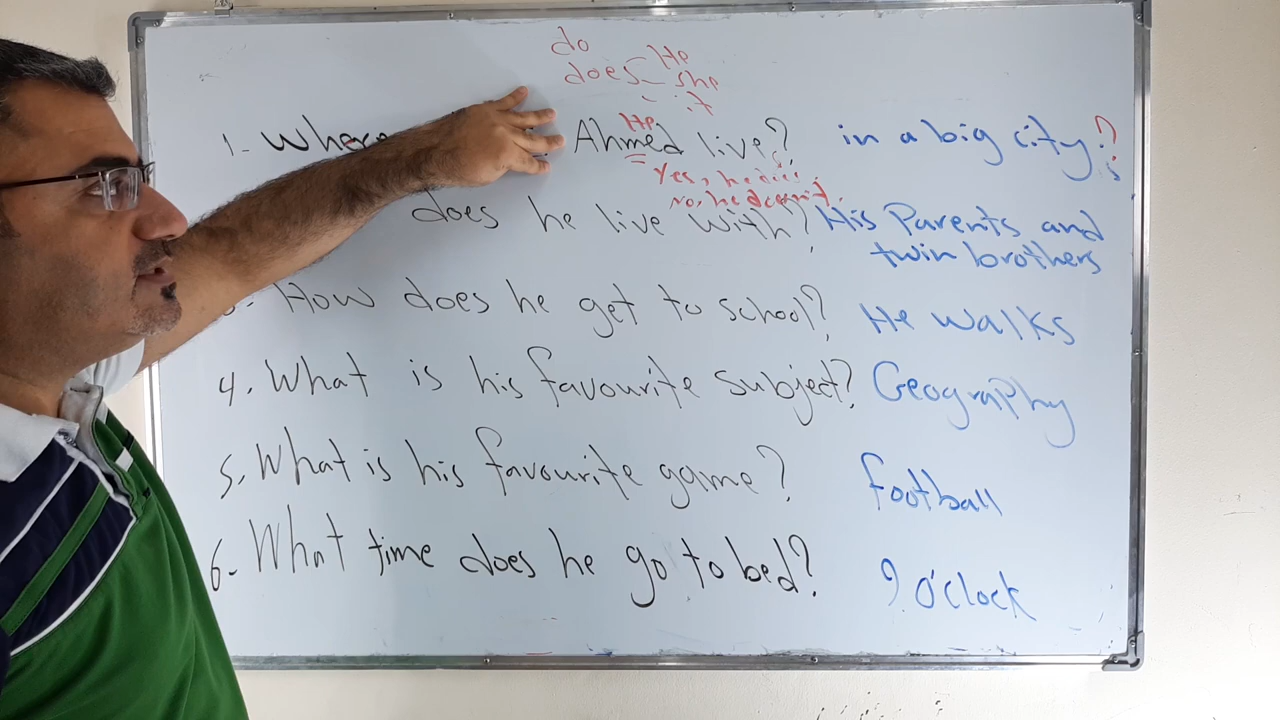 do
does He
she
it
He
1. Where Ahmed live? in a big city?
Yes, he does.
No, he doesn't.
does he live with? His Parents and
twin brothers
How does he get to school? He walks
4. What is his favourite subject? Geography
5. What is his favourite game? football
6. What time does he go to bed? 9 o'clock